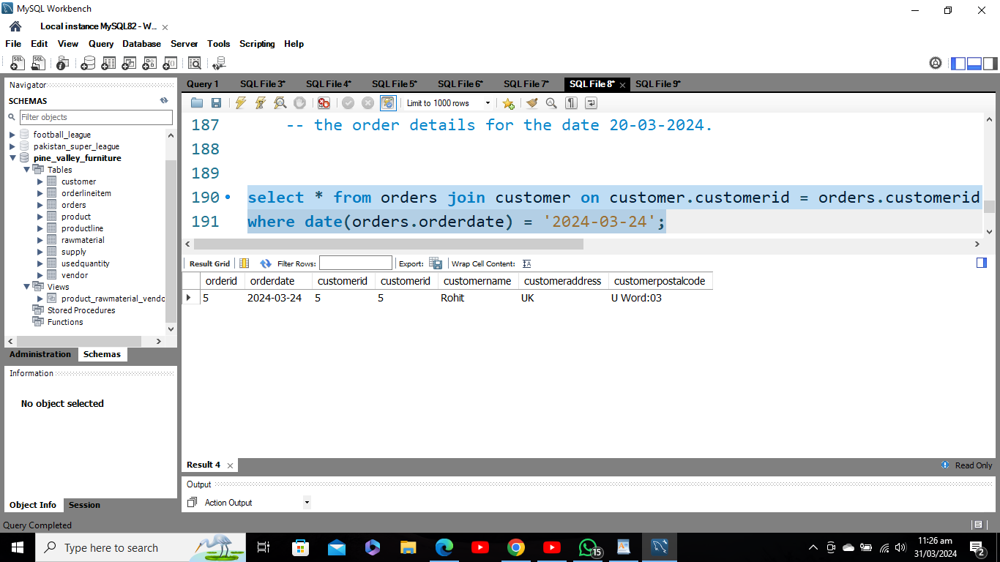 MySQL Workbench
Local instance MySQL82 - W...
File Edit View Query Database Server Tools Scripting Help
Navigator
SCHEMAS
Filter objects
football_league
pakistan_super_league
pine_valley_furniture
Tables
customer
orderlineitem
orders
product
productline
rawmaterial
supply
usedquantity
vendor
Views
product_rawmaterial_vendo
Stored Procedures
Functions
Administration Schemas
Information
No object selected
Object Info Session
Query 1 SQL File 3* SQL File 4* SQL File 5* SQL File 6* SQL File 7* SQL File 8* SQL File 9*
Limit to 1000 rows
187 -- the order details for the date 20-03-2024.
188
189
190 select * from orders join customer on customer.customerid = orders.customerid
191 where date(orders.orderdate) = '2024-03-24';
Result Grid Filter Rows: Export: Wrap Cell Content:
orderid orderdate customerid customerid customername customeraddress customerpostalcode
5 2024-03-24 5 5 Rohit UK U Word:03
Result 4 Read Only
Output
Action Output
Query Completed
Type here to search
15
11:26 am
31/03/2024
2